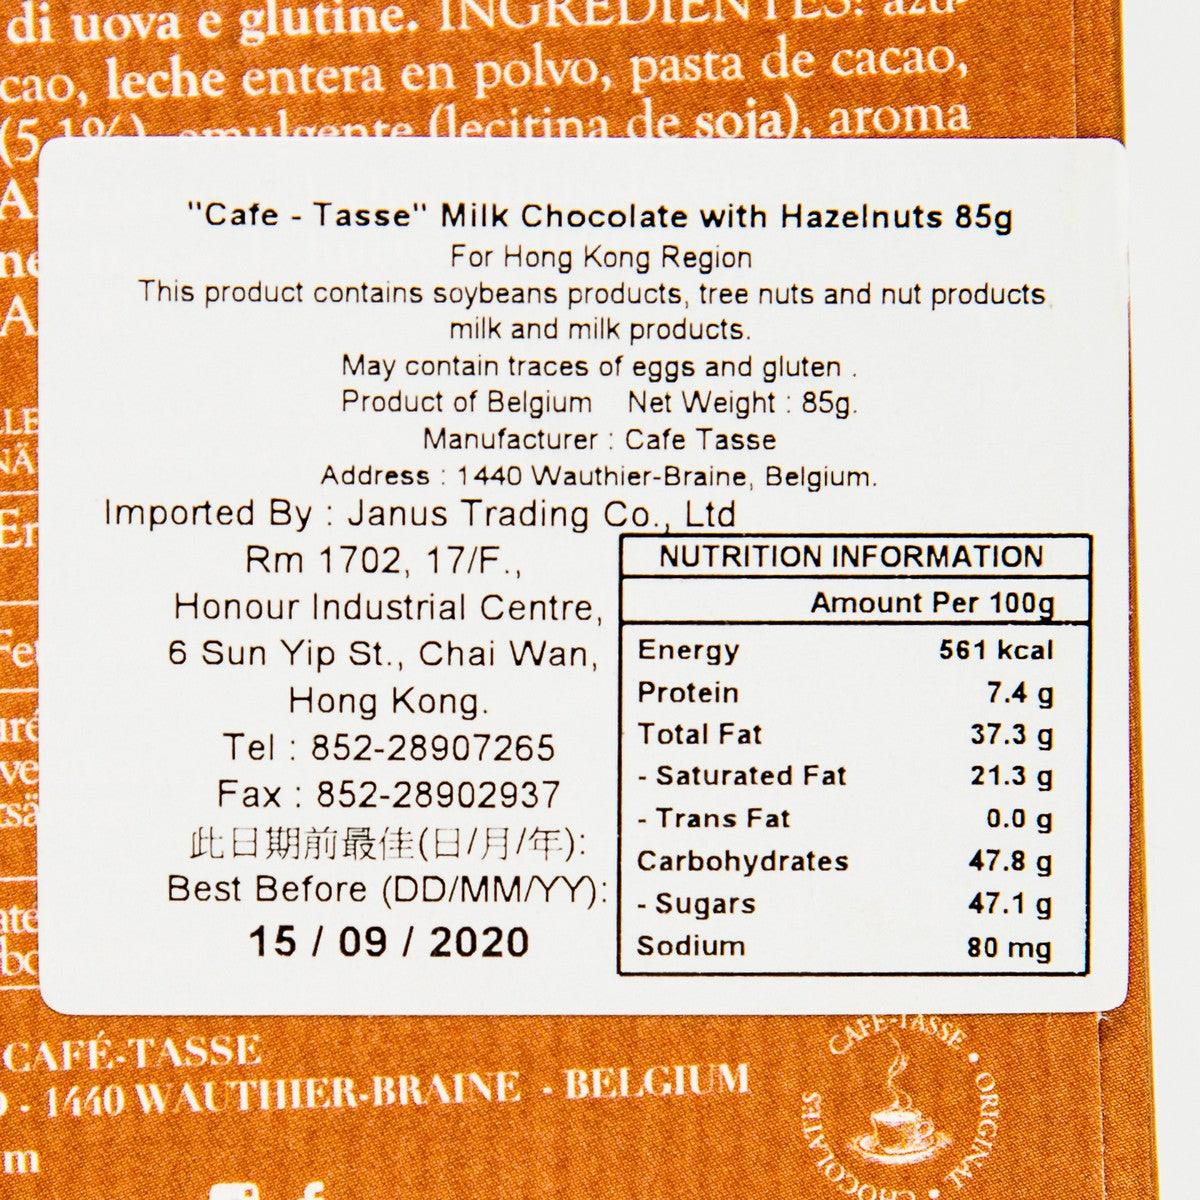 di uova e glutine. INGREDIENTES:
cao, leche entera en polvo, pasta de cacao,
(5,1%), emulgente (lecitina de soja), aroma
"Cafe - Tasse" Milk Chocolate with Hazelnuts 85g
For Hong Kong Region
This product contains soybeans products, tree nuts and nut products
milk and milk products.
May contain traces of eggs and gluten .
Product of Belgium Net Weight : 85g.
Manufacturer : Cafe Tasse
Address : 1440 Wauthier-Braine, Belgium.
Imported By : Janus Trading Co., Ltd
Rm 1702, 17/F.,
Honour Industrial Centre,
6 Sun Yip St., Chai Wan,
Hong Kong.
Tel : 852-28907265
Fax : 852-28902937
此日期前最佳(日/月/年):
Best Before (DD/MM/YY):
15 / 09 / 2020
NUTRITION INFORMATION
Amount Per 100g
Energy 561 kcal
Protein 7.4 g
Total Fat 37.3 g
- Saturated Fat 21.3 g
- Trans Fat 0.0 g
Carbohydrates 47.8 g
- Sugars 47.1 g
Sodium 80 mg
CAFÉ-TASSE
- 1440 WAUTHIER-BRAINE - BELGIUM
CAFÉ-TASSE • ORIGINAL • CHOCOLATES